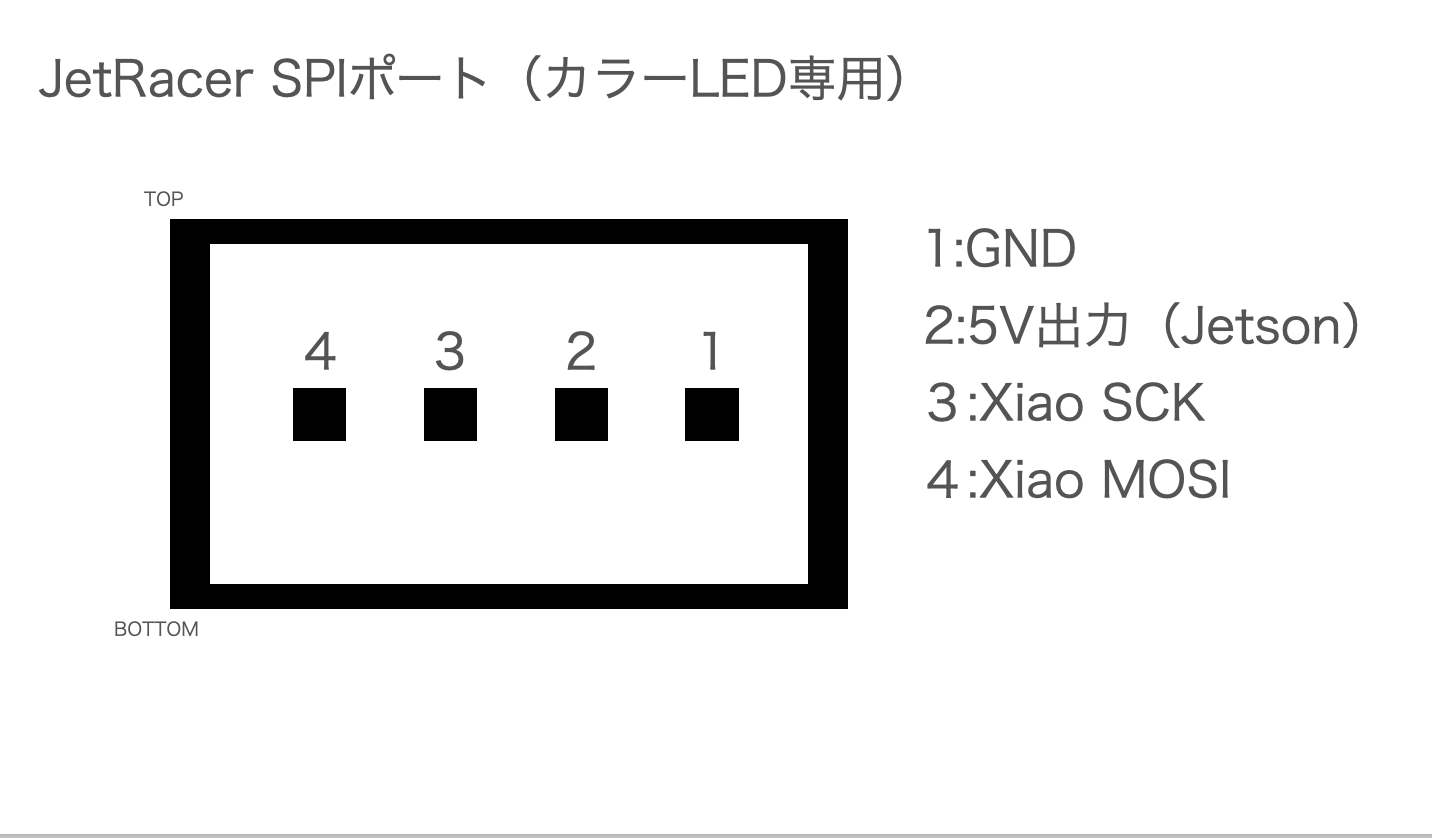 JetRacer SPIポート（カラーLED専用）
TOP
4 3 2 1
BOTTOM
1:GND
2:5V出力（Jetson）
３:Xiao SCK
４:Xiao MOSI